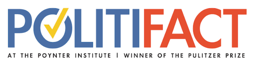 POLITIFACT
AT THE POYNTER INSTITUTE | WINNER OF THE PULITZER PRIZE